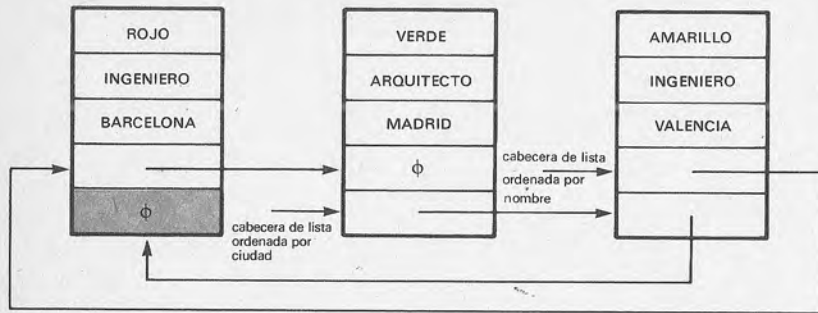 ROJO
INGENIERO
BARCELONA
ϕ
VERDE
ARQUITECTO
MADRID
ϕ
AMARILLO
INGENIERO
VALENCIA
cabecera de lista
ordenada por
nombre
cabecera de lista
ordenada por
ciudad